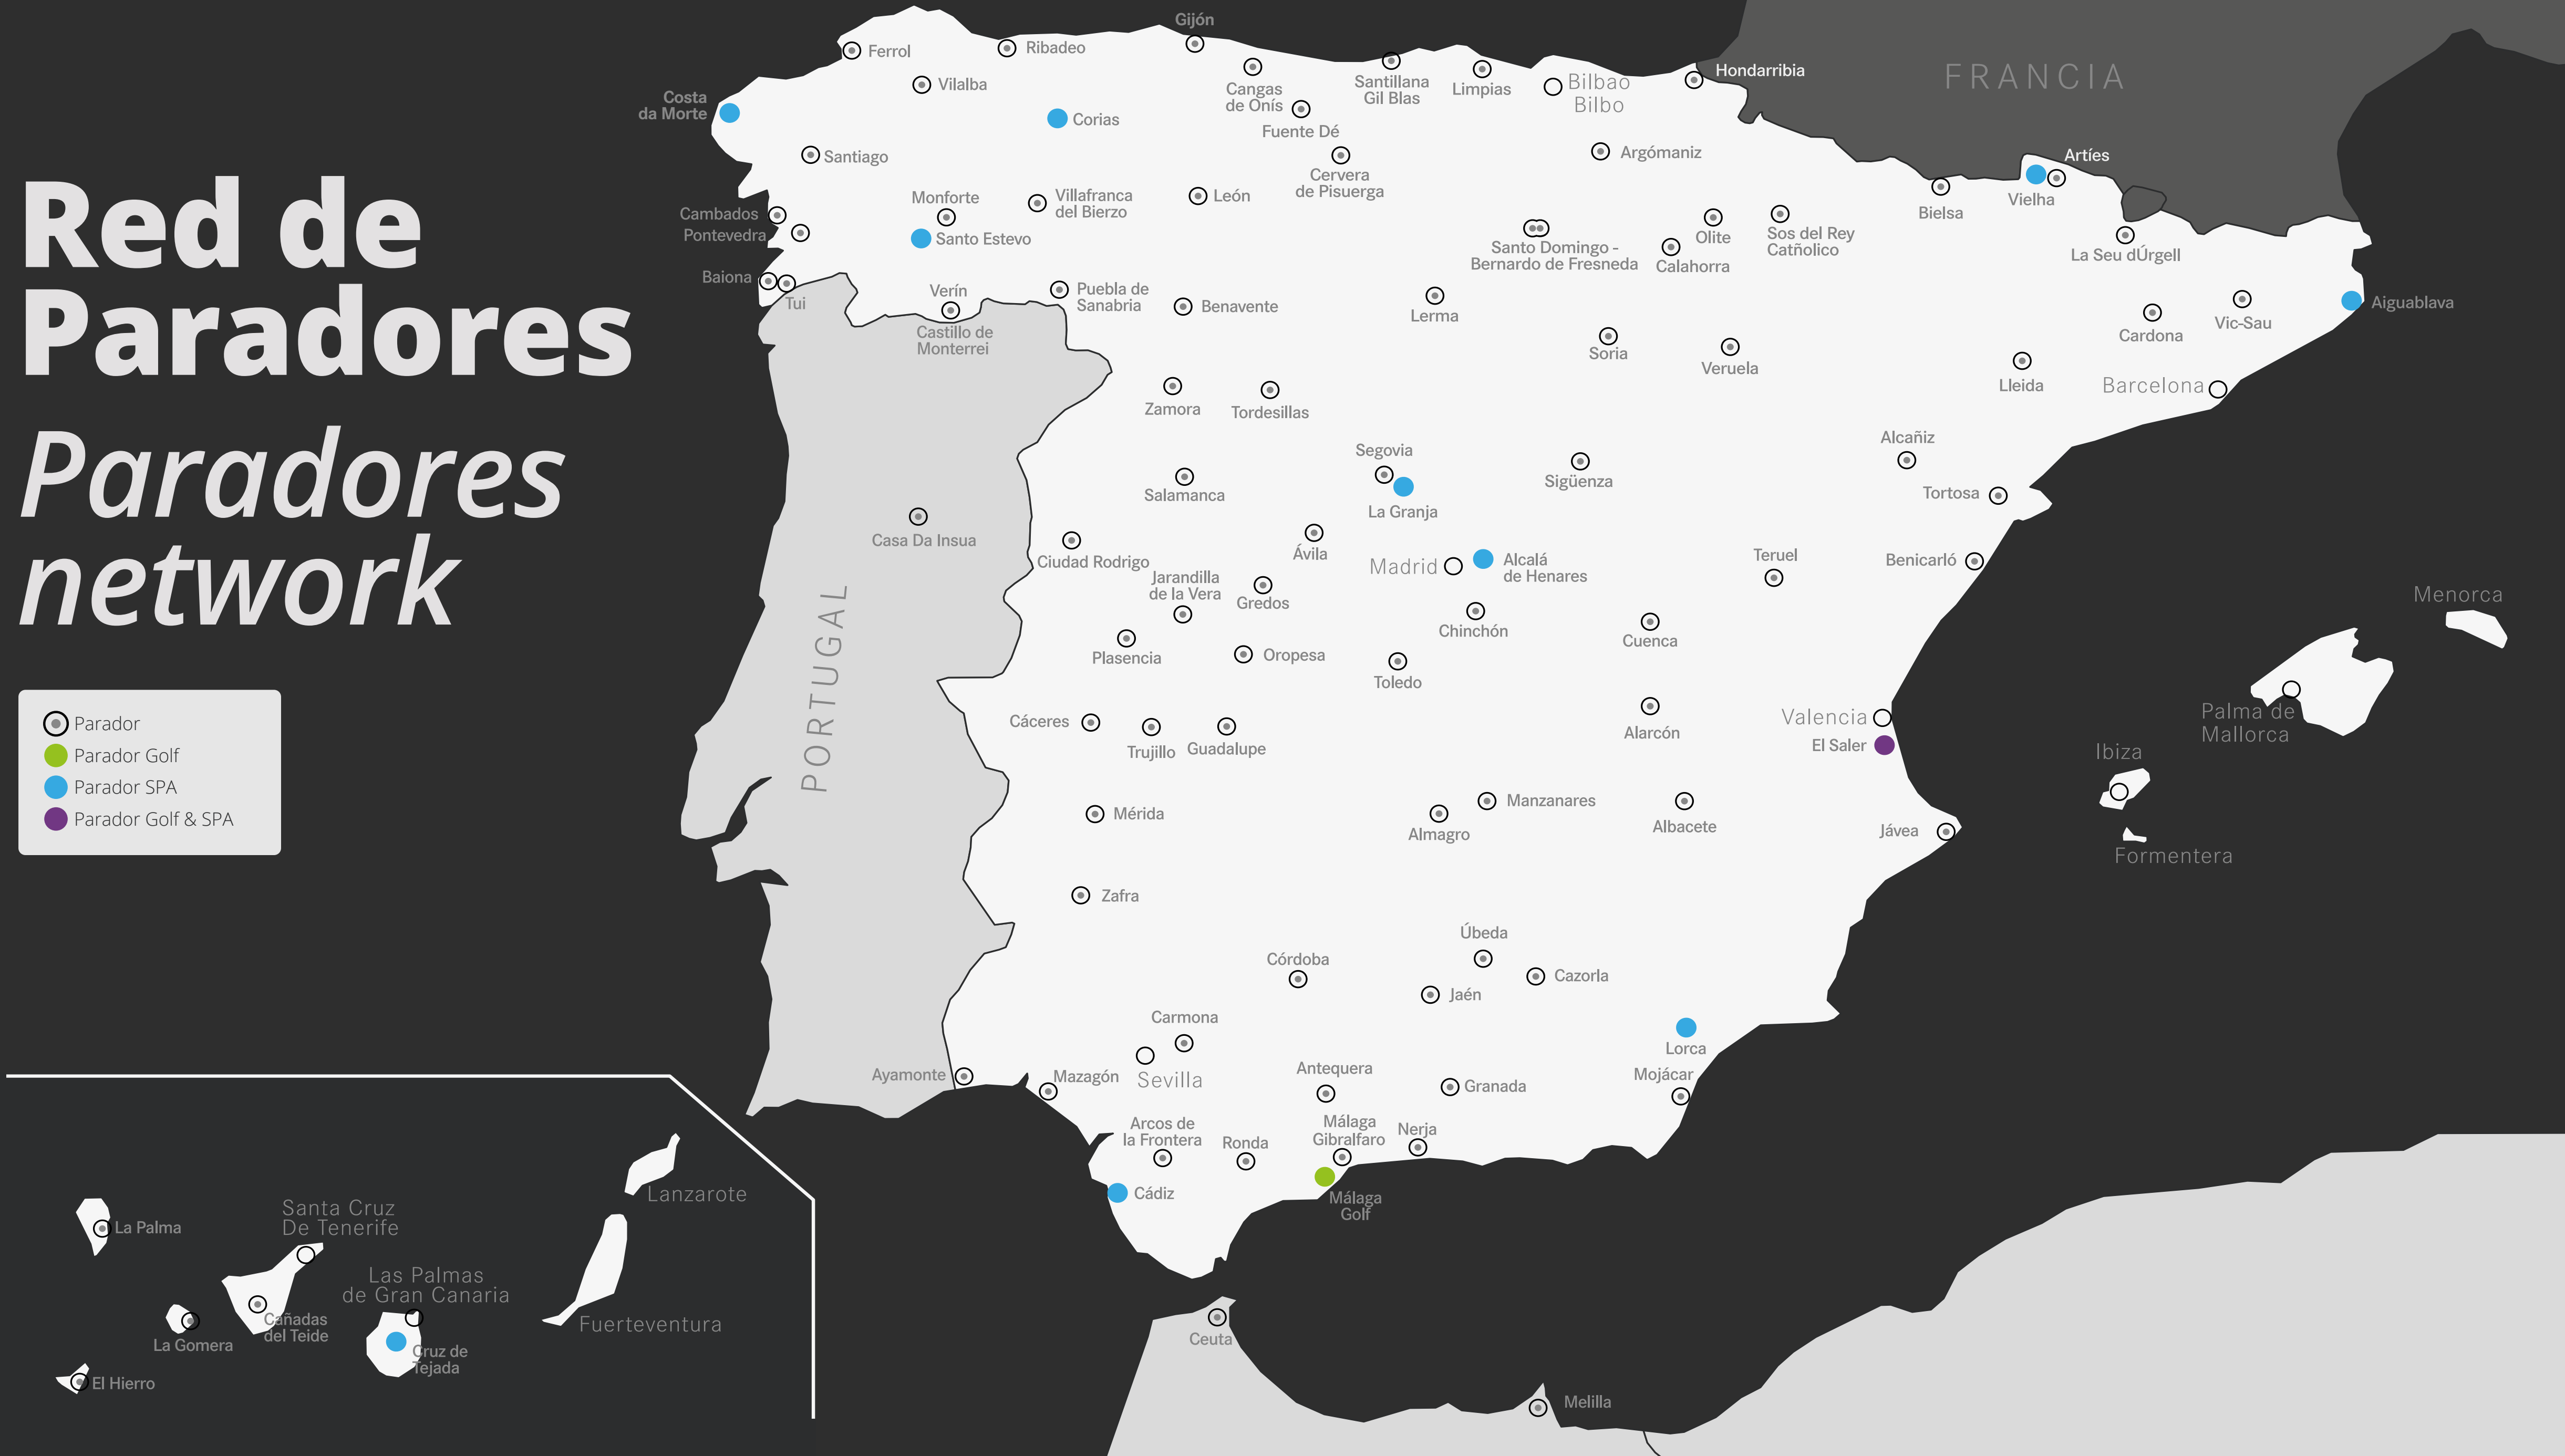 Red de
Paradores
Paradores
network
Parador
Parador Golf
Parador SPA
Parador Golf & SPA
Gijón
Ferrol
Ribadeo
Vilalba
Costa
da Morte
Corias
Santiago
Cangas
de Onís
Fuente Dé
Santillana
Gil Blas
Limpias
Bilbao
Bilbo
Hondarribia
FRANCIA
Argómaniz
Cervera
de Pisuerga
Artíes
Vielha
Bielsa
Monforte
Villafranca
del Bierzo
León
Cambados
Pontevedra
Santo Estevo
Santo Domingo -
Bernardo de Fresneda
Olite
Calahorra
Sos del Rey
Catñolico
La Seu dÚrgell
Baiona
Tui
Verín
Castillo de
Monterrei
Puebla de
Sanabria
Benavente
Lerma
Soria
Veruela
Cardona
Vic-Sau
Aiguablava
Lleida
Barcelona
Zamora
Tordesillas
Alcañiz
Tortosa
Segovia
La Granja
Sigüenza
Salamanca
Casa Da Insua
Ciudad Rodrigo
Ávila
Madrid
Alcalá
de Henares
Teruel
Benicarló
Jarandilla
de la Vera
Gredos
Chinchón
Cuenca
Menorca
PORTUGAL
Plasencia
Oropesa
Toledo
Cáceres
Trujillo
Guadalupe
Alarcón
Valencia
El Saler
Palma de
Mallorca
Ibiza
Formentera
Mérida
Almagro
Manzanares
Albacete
Jávea
Zafra
Úbeda
Córdoba
Cazorla
Jaén
Carmona
Sevilla
Lorca
Mojácar
Ayamonte
Mazagón
Antequera
Granada
Arcos de
la Frontera
Ronda
Málaga
Gibralfaro
Nerja
Cádiz
Málaga
Golf
Lanzarote
La Palma
Santa Cruz
De Tenerife
Las Palmas
de Gran Canaria
Fuerteventura
Cañadas
del Teide
La Gomera
Cruz de
Tejada
El Hierro
Ceuta
Melilla